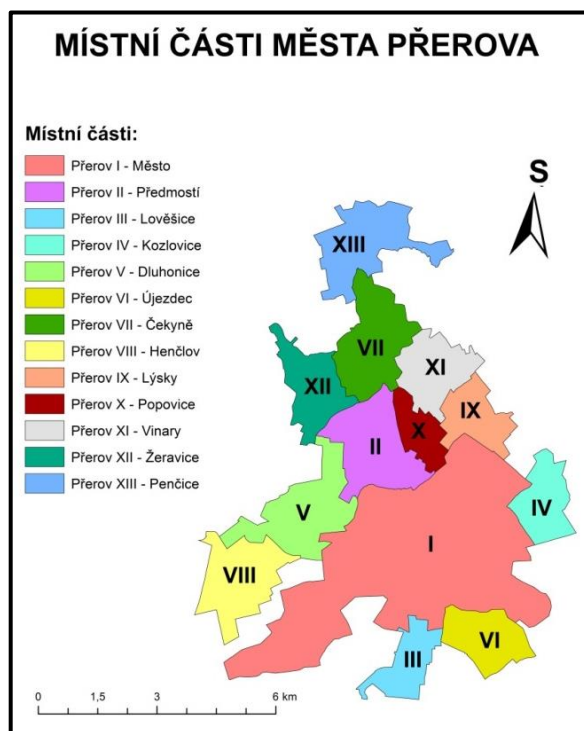 MÍSTNÍ ČÁSTI MĚSTA PŘEROVA
Místní části:
Přerov I - Město
Přerov II - Předmostí
Přerov III - Lověšice
Přerov IV - Kozlovice
Přerov V - Dluhonice
Přerov VI - Újezdec
Přerov VII - Čekyně
Přerov VIII - Henčlov
Přerov IX - Lýsky
Přerov X - Popovice
Přerov XI - Vinary
Přerov XII - Žeravice
Přerov XIII - Penčice
S
XIII
VII
XI
XII
IX
X
II
IV
V
I
VIII
III
VI
0 1,5 3 6 km